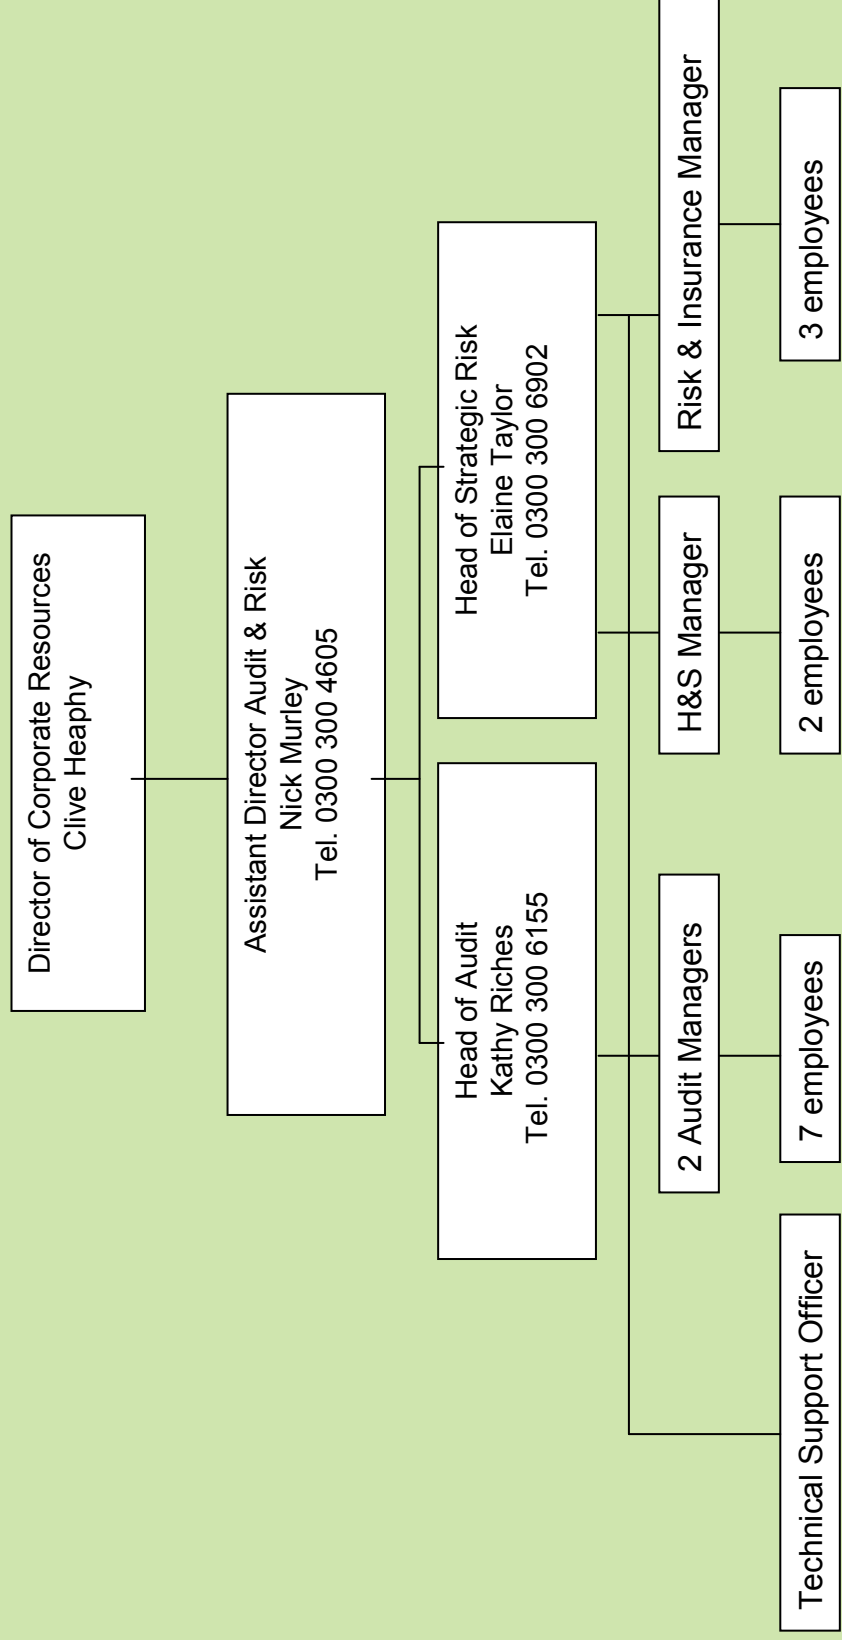 Director of Corporate Resources
Clive Heaphy
Assistant Director Audit & Risk
Nick Murley
Tel. 0300 300 4605
Head of Audit
Kathy Riches
Tel. 0300 300 6155
Head of Strategic Risk
Elaine Taylor
Tel. 0300 300 6902
2 Audit Managers
H&S Manager
Risk & Insurance Manager
Technical Support Officer
7 employees
2 employees
3 employees